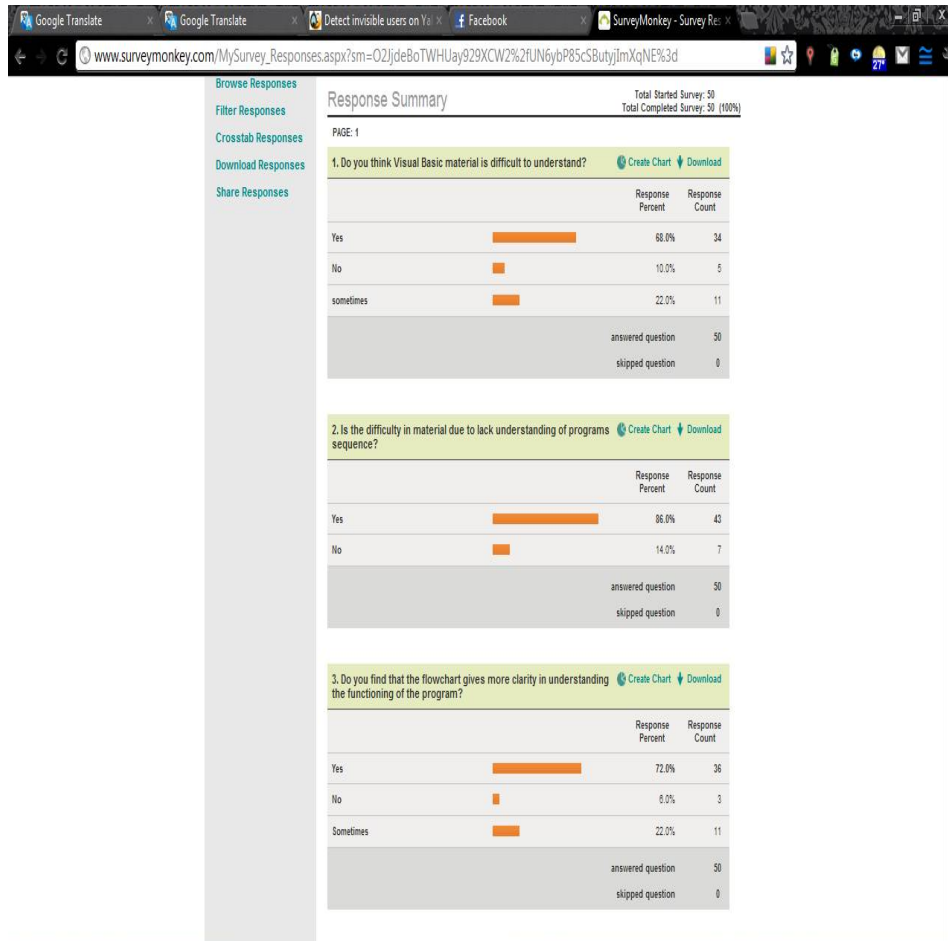 Google Translate
Google Translate
Detect invisible users on Ya
Facebook
SurveyMonkey - Survey Res
www.surveymonkey.com/MySurvey_Responses.aspx?sm=O2JjdeBoTWHUay929XCW2%2fUN6ybP85cSButyjImXqNE%3d
27°
Browse Responses
Filter Responses
Crosstab Responses
Download Responses
Share Responses
Response Summary
Total Started Survey: 50
Total Completed Survey: 50 (100%)
PAGE: 1
1. Do you think Visual Basic material is difficult to understand? Create Chart Download
Response Percent Response Count
Yes 68.0% 34
No 10.0% 5
sometimes 22.0% 11
answered question 50
skipped question 0
2. Is the difficulty in material due to lack understanding of programs Create Chart Download
sequence?
Response Percent Response Count
Yes 86.0% 43
No 14.0% 7
answered question 50
skipped question 0
3. Do you find that the flowchart gives more clarity in understanding Create Chart Download
the functioning of the program?
Response Percent Response Count
Yes 72.0% 36
No 6.0% 3
Sometimes 22.0% 11
answered question 50
skipped question 0